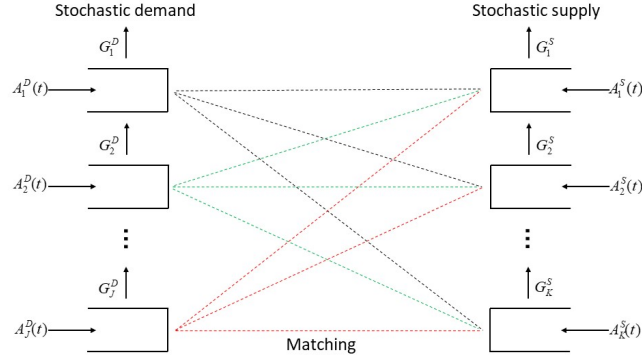 Stochastic demand Stochastic supply
G_1^D G_1^S
A_1^D(t) A_1^S(t)
G_2^D G_2^S
A_2^D(t) A_2^S(t)
G_J^D G_K^S
A_J^D(t) A_K^S(t)
Matching